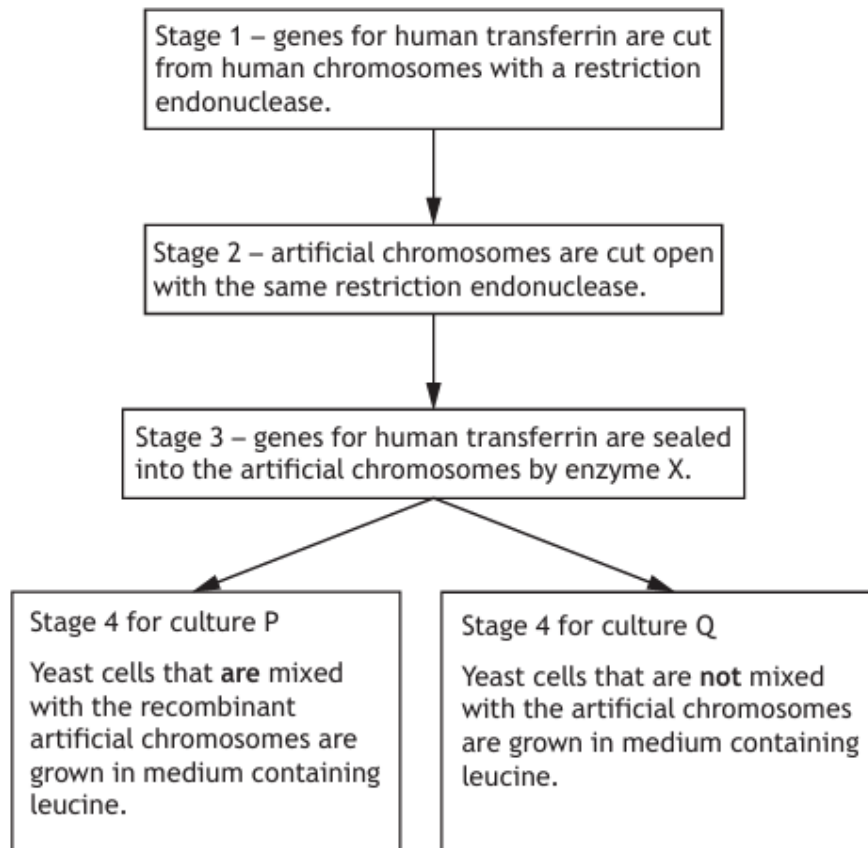 Stage 1 – genes for human transferrin are cut
from human chromosomes with a restriction
endonuclease.
Stage 2 – artificial chromosomes are cut open
with the same restriction endonuclease.
Stage 3 – genes for human transferrin are sealed
into the artificial chromosomes by enzyme X.
Stage 4 for culture P
Yeast cells that are mixed
with the recombinant
artificial chromosomes are
grown in medium containing
leucine.
Stage 4 for culture Q
Yeast cells that are not mixed
with the artificial chromosomes
are grown in medium containing
leucine.